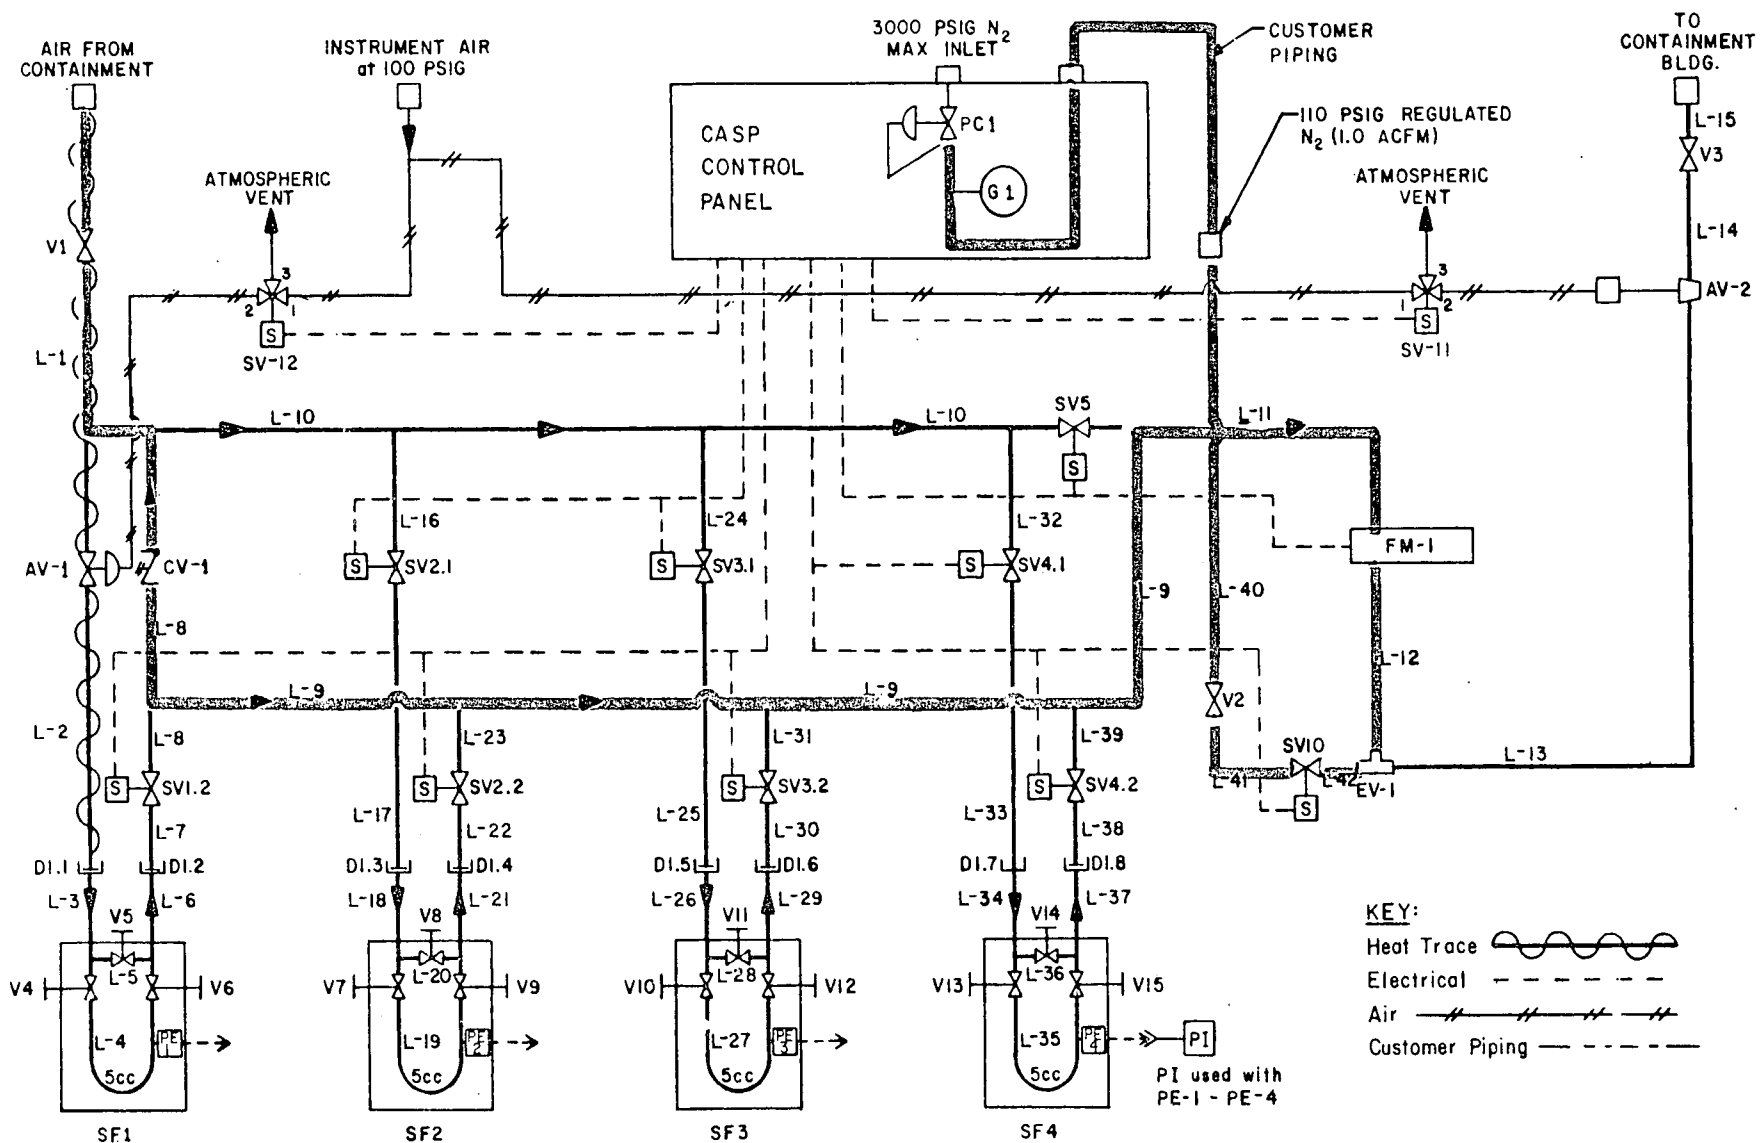 AIR FROM
CONTAINMENT
INSTRUMENT AIR
at 100 PSIG
3000 PSIG N2
MAX INLET
CUSTOMER
PIPING
TO
CONTAINMENT
BLDG.
L-15
V3
110 PSIG REGULATED
N2 (1.0 ACFM)
CASP
CONTROL
PANEL
PC1
G1
ATMOSPHERIC
VENT
ATMOSPHERIC
VENT
L-14
V1
3
2
1
S
SV-12
3
1
2
S
SV-11
AV-2
L-1
L-10
L-10
SV5
S
L-11
L-16
L-24
L-32
AV-1
CV-1
S
SV2.1
S
SV3.1
S
SV4.1
FM-1
L-9
L-40
L-8
L-12
L-9
L-9
V2
L-2
L-8
L-23
L-31
L-39
SV10
L-13
S
SV1.2
S
SV2.2
S
SV3.2
S
SV4.2
L-41
L-42
EV-1
S
L-7
L-17
L-22
L-25
L-30
L-33
L-38
D1.1
D1.2
D1.3
D1.4
D1.5
D1.6
D1.7
D1.8
L-3
L-6
L-18
L-21
L-26
L-29
L-34
L-37
V5
V8
V11
V14
L-5
L-20
L-28
L-36
V4
V6
V7
V9
V10
V12
V13
V15
L-4
PE
1
L-19
PE
2
L-27
PE
3
L-35
PE
4
PI
5cc
5cc
5cc
5cc
PI used with
PE-1 - PE-4
SF1
SF2
SF3
SF4
KEY:
Heat Trace
Electrical
Air
Customer Piping